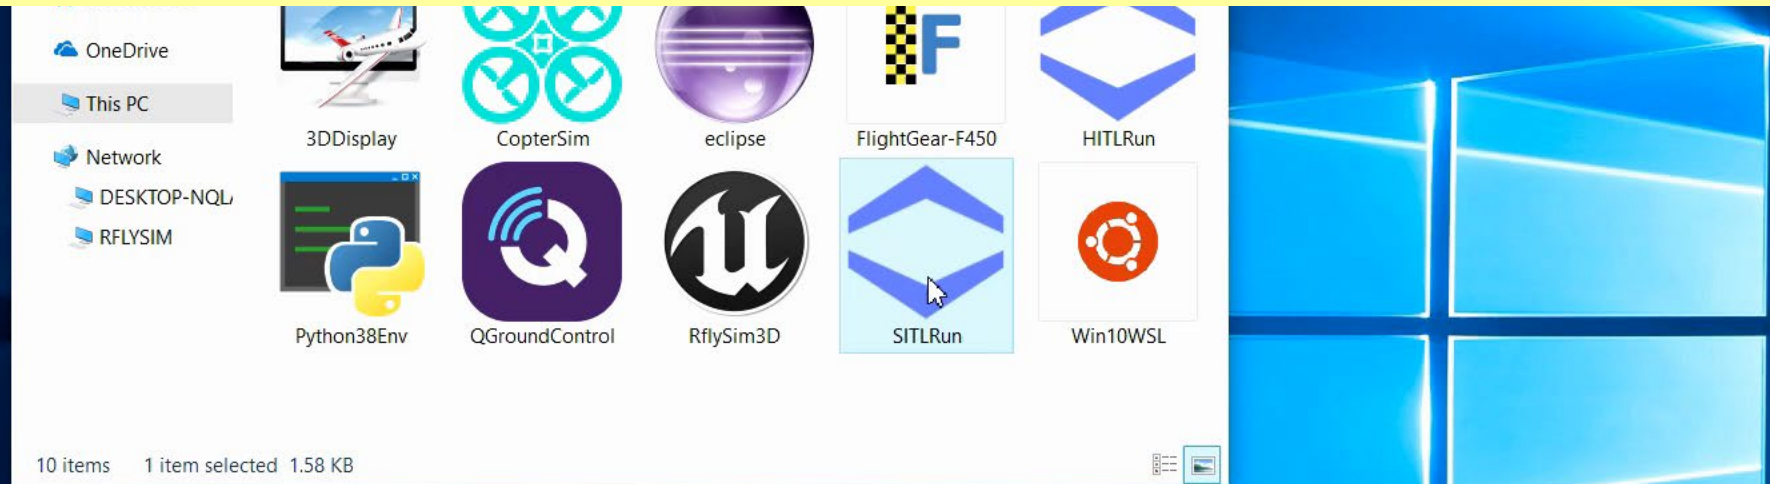 OneDrive
This PC
Network
DESKTOP-NQL
RFLYSIM
3DDisplay
CopterSim
eclipse
FlightGear-F450
HITLRun
Python38Env
QGroundControl
RflySim3D
SITLRun
Win10WSL
10 items 1 item selected 1.58 KB